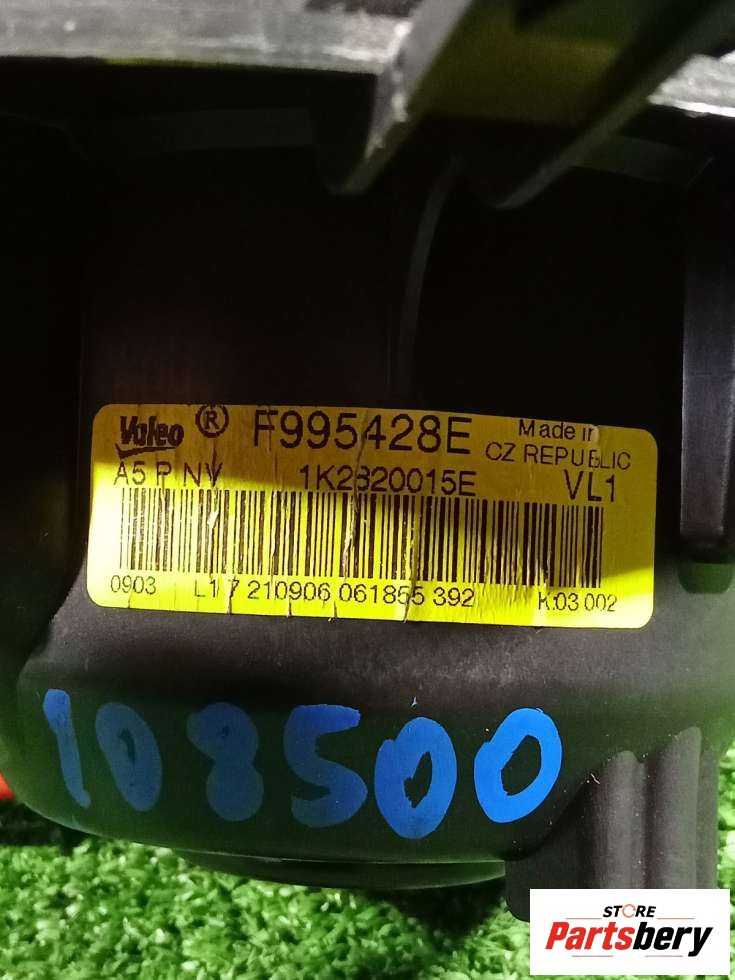 Valeo ® F995428E Made in
CZ REPUBLIC
A5 P NV 1K2820015E VL1
0903 L1 7 210906 061855 392 K:03 002
108500
STORE
Partsbery